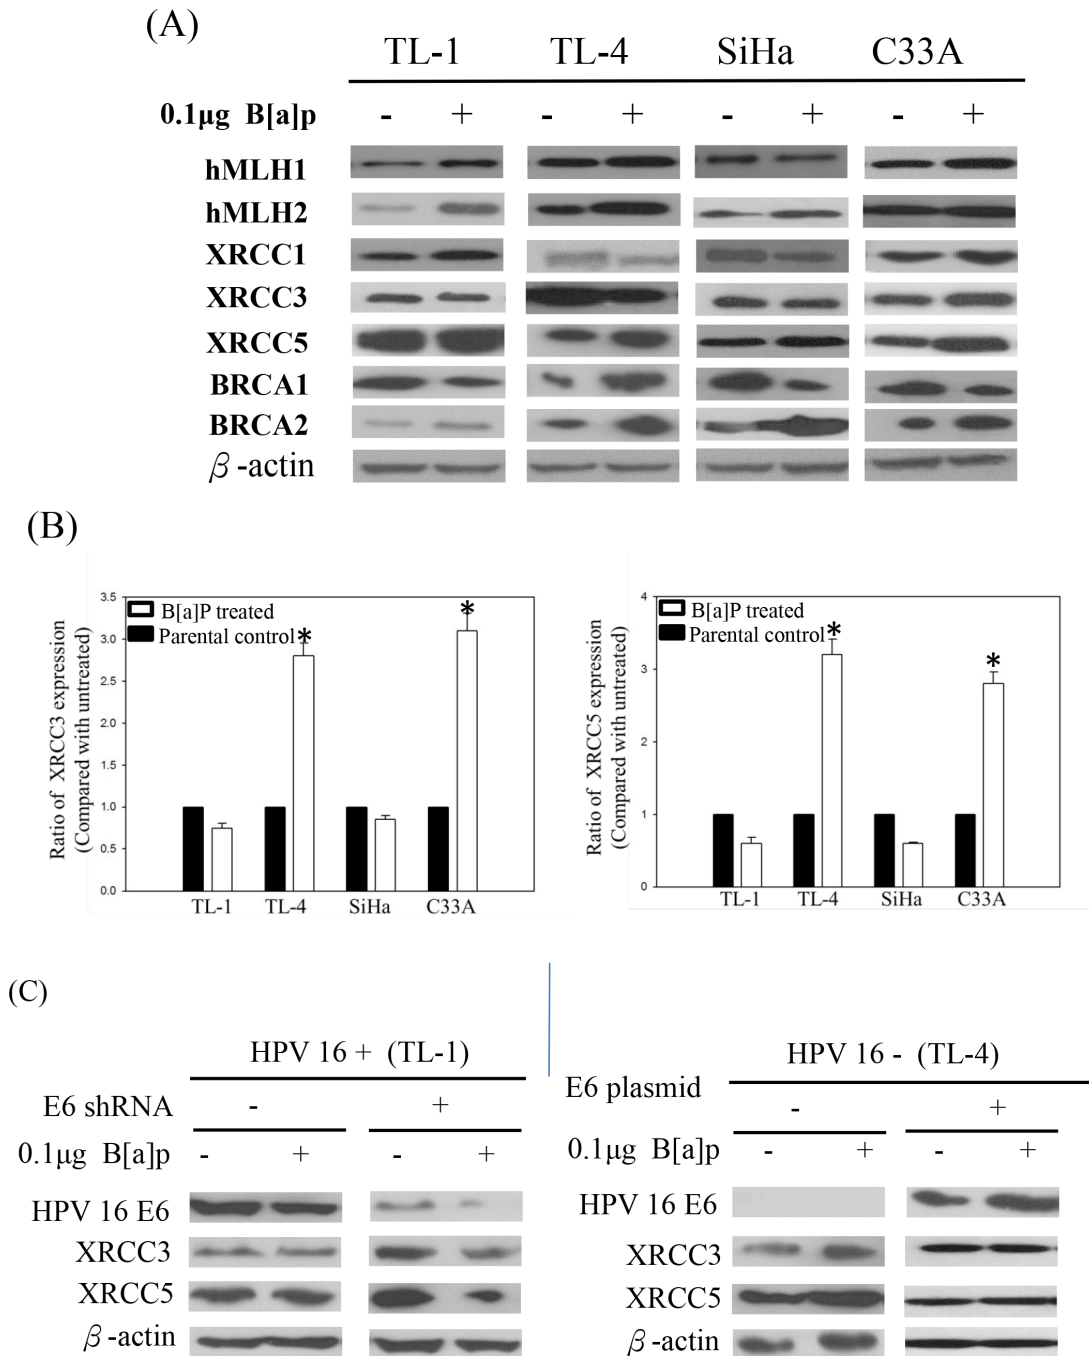 (A)
TL-1 TL-4 SiHa C33A
0.1μg B[a]p - + - + - + - +
hMLH1
hMLH2
XRCC1
XRCC3
XRCC5
BRCA1
BRCA2
β-actin
(B)
Ratio of XRCC3 expression
(Compared with untreated)
3.5
3.0
2.5
2.0
1.5
1.0
0.5
0.0
B[a]P treated
Parental control
*
*
TL-1 TL-4 SiHa C33A
Ratio of XRCC5 expression
(Compared with untreated)
4
3
2
1
0
B[a]P treated
Parental control
*
*
TL-1 TL-4 SiHa C33A
(C)
HPV 16 + (TL-1)
E6 shRNA - +
0.1μg B[a]p - + - +
HPV 16 E6
XRCC3
XRCC5
β-actin
HPV 16 - (TL-4)
E6 plasmid - +
0.1μg B[a]p - + - +
HPV 16 E6
XRCC3
XRCC5
β-actin